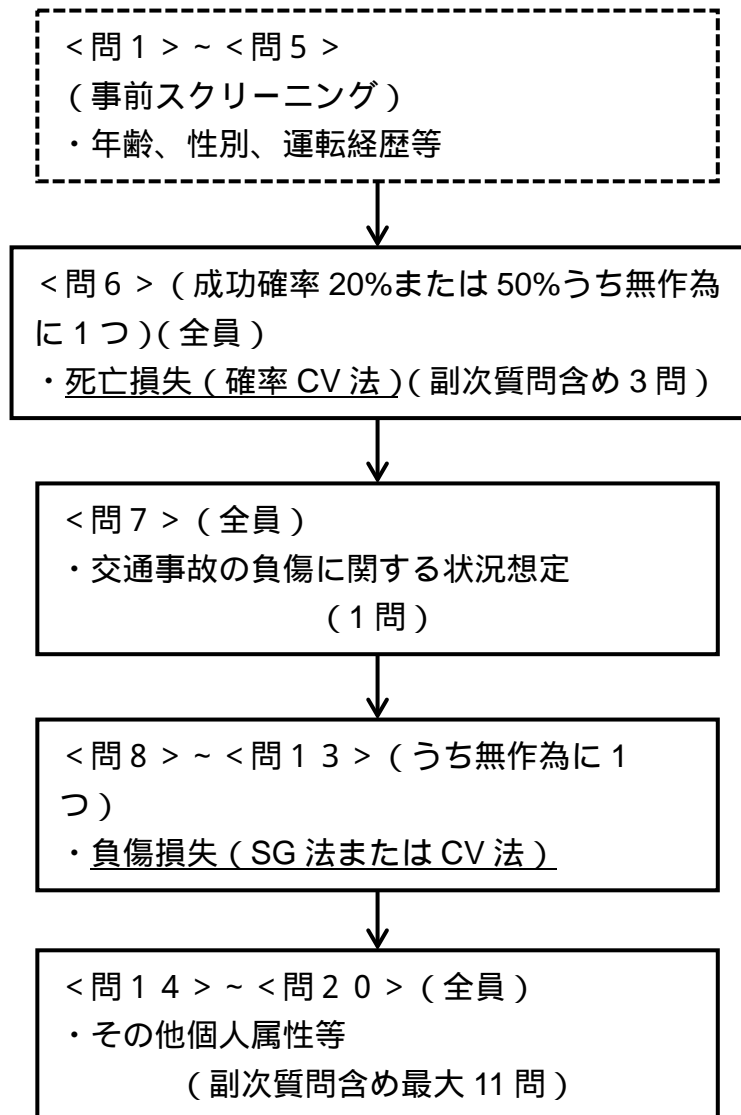 <問1>~<問5>
(事前スクリーニング)
・年齢、性別、運転経歴等
<問6>(成功確率 20%または 50%うち無作為
に1つ)(全員)
・死亡損失(確率 CV 法)(副次質問含め3問)
<問7>(全員)
・交通事故の負傷に関する状況想定
(1問)
<問8>~<問13>(うち無作為に1
つ)
・負傷損失(SG 法または CV 法)
<問14>~<問20>(全員)
・その他個人属性等
(副次質問含め最大 11 問)